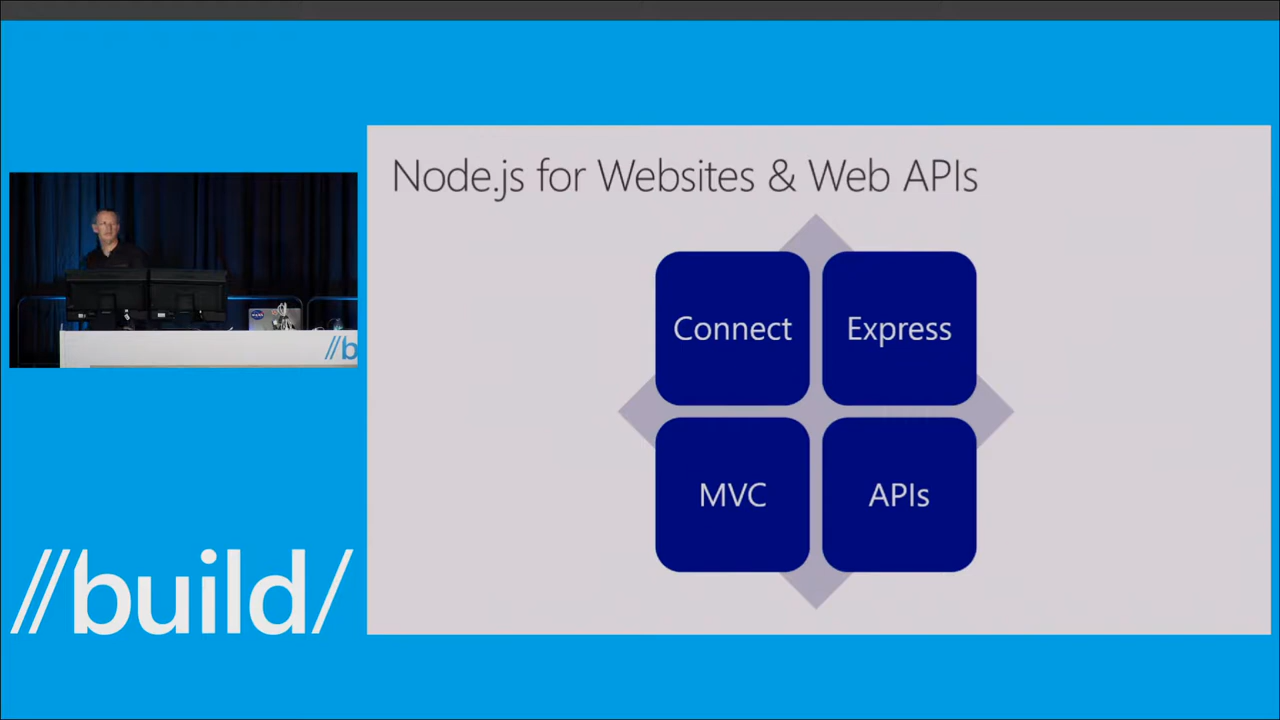 Node.js for Websites & Web APIs
Connect
Express
MVC
APIs
//b
//build/